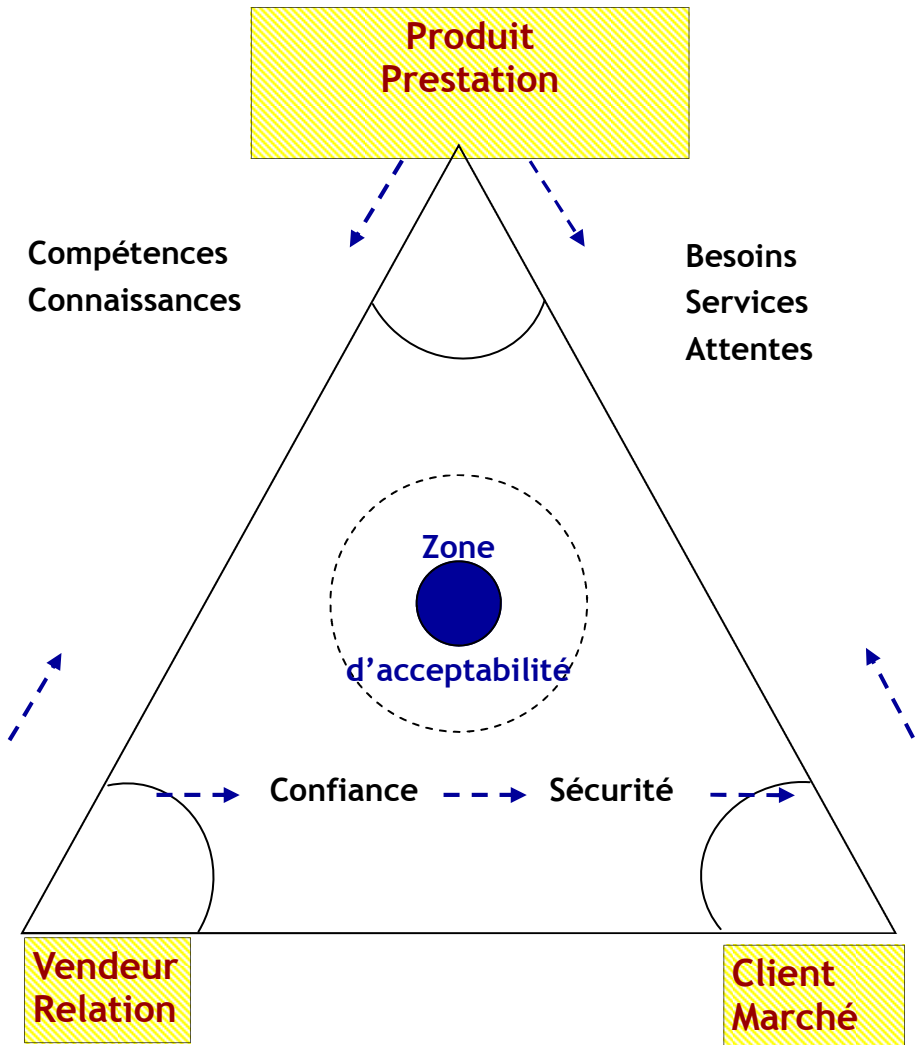 Produit
Prestation
Compétences
Connaissances
Besoins
Services
Attentes
Zone
d’acceptabilité
Confiance
Sécurité
Vendeur
Relation
Client
Marché